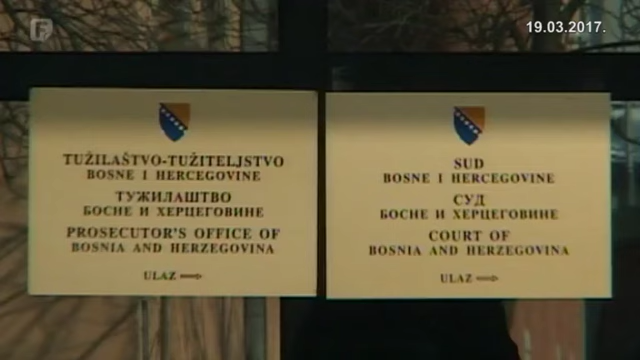 19.03.2017.
TUŽILAŠTVO-TUŽITELJSTVO
BOSNE I HERCEGOVINE
ТУЖИЛАШТВО
БОСНЕ И ХЕРЦЕГОВИНЕ
PROSECUTOR'S OFFICE OF
BOSNIA AND HERZEGOVINA
ULAZ
SUD
BOSNE I HERCEGOVINE
СУД
БОСНЕ И ХЕРЦЕГОВИНЕ
COURT OF
BOSNIA AND HERZEGOVINA
ULAZ